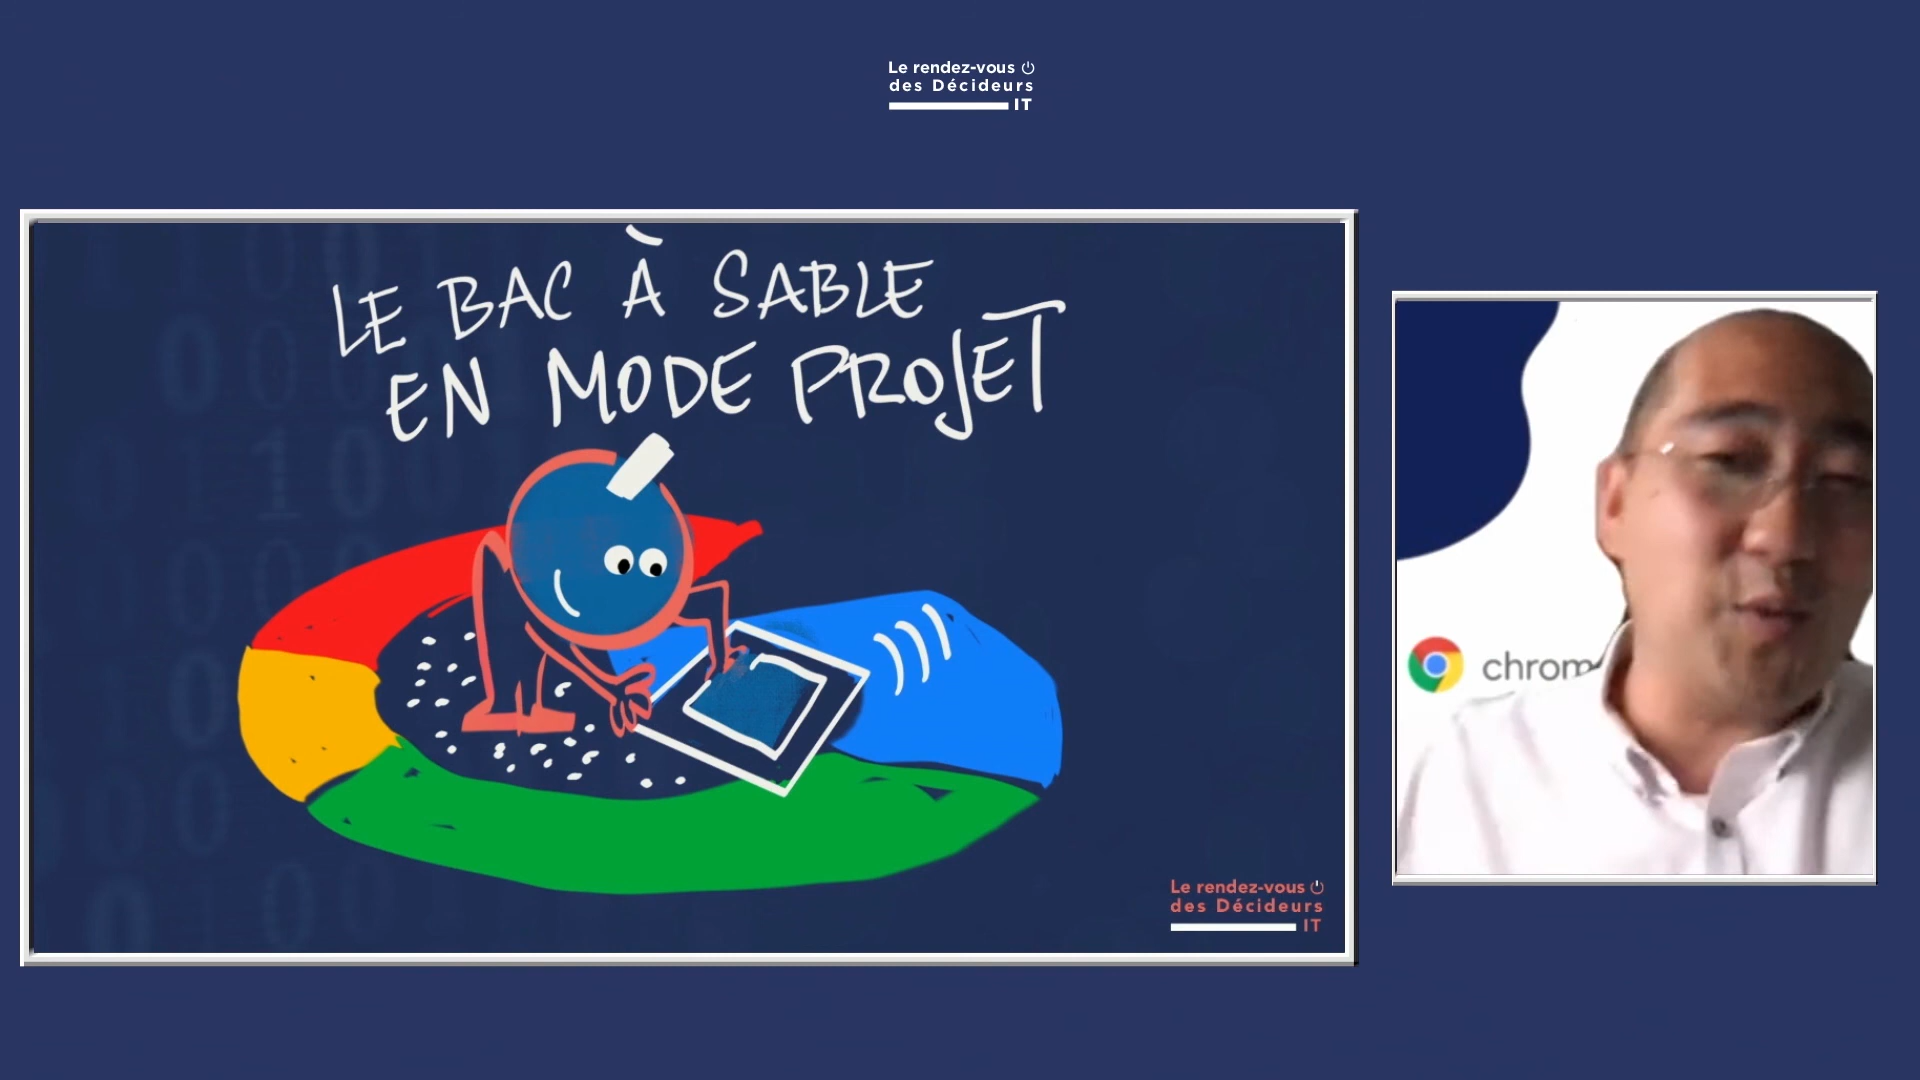 Le rendez-vous
des Décideurs
IT
LE BAC À SABLE
EN MODE PROJET
Le rendez-vous
des Décideurs
IT
chrom